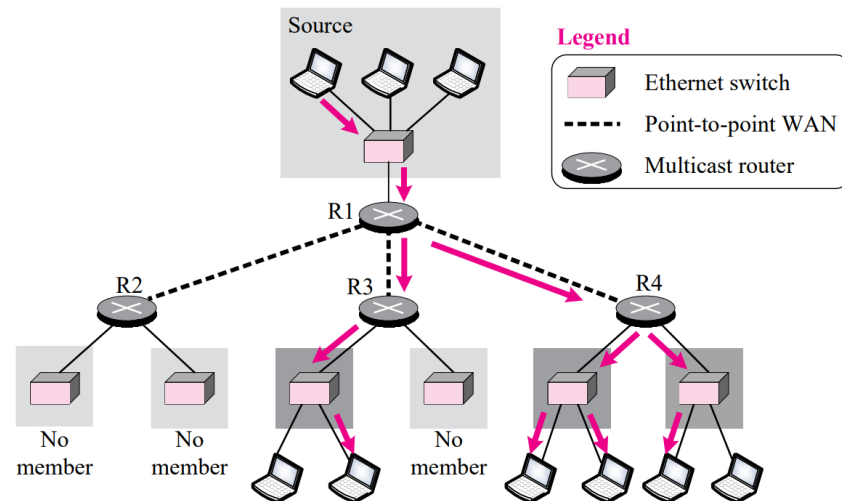 Source
Legend
Ethernet switch
Point-to-point WAN
Multicast router
R1
R2
R3
R4
No
member
No
member
No
member